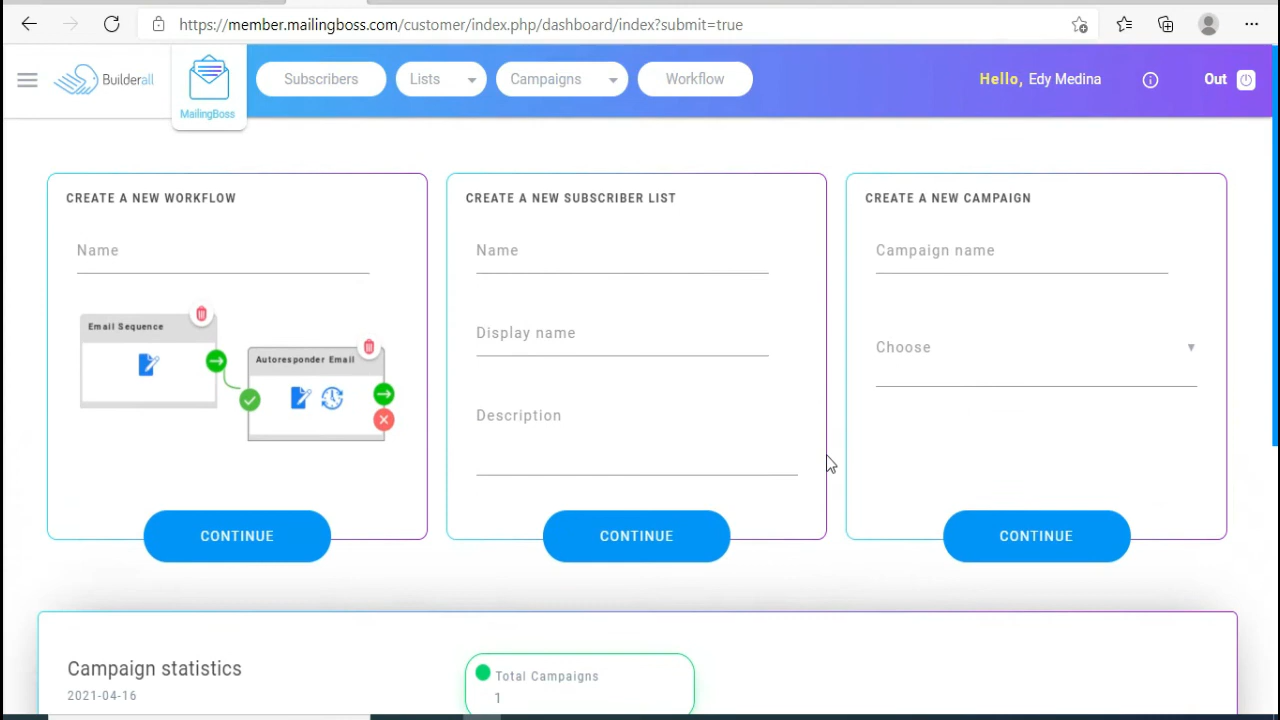 https://member.mailingboss.com/customer/index.php/dashboard/index?submit=true
Builderall
MailingBoss
Subscribers
Lists
Campaigns
Workflow
Hello, Edy Medina
Out
CREATE A NEW WORKFLOW
Name
Email Sequence
Autoresponder Email
CONTINUE
CREATE A NEW SUBSCRIBER LIST
Name
Display name
Description
CONTINUE
CREATE A NEW CAMPAIGN
Campaign name
Choose
CONTINUE
Campaign statistics
2021-04-16
Total Campaigns
1